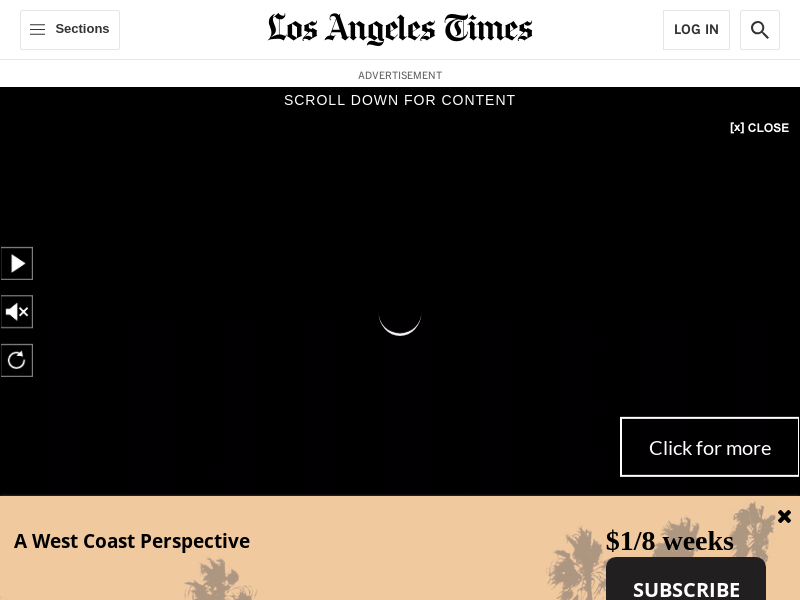 Sections
Los Angeles Times
LOG IN
ADVERTISEMENT
SCROLL DOWN FOR CONTENT
[x] CLOSE
Click for more
A West Coast Perspective
$1/8 weeks
SUBSCRIBE